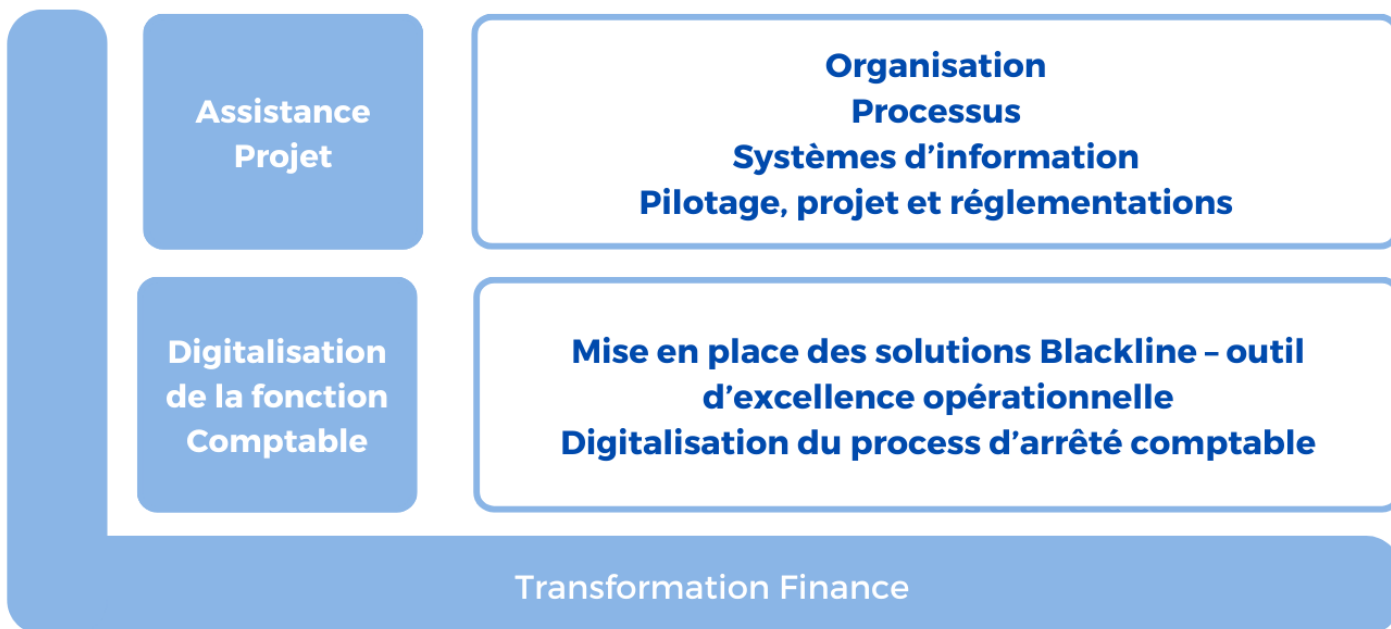 Assistance
Projet
Organisation
Processus
Systèmes d’information
Pilotage, projet et réglementations
Digitalisation
de la fonction
Comptable
Mise en place des solutions Blackline – outil
d’excellence opérationnelle
Digitalisation du process d’arrêté comptable
Transformation Finance